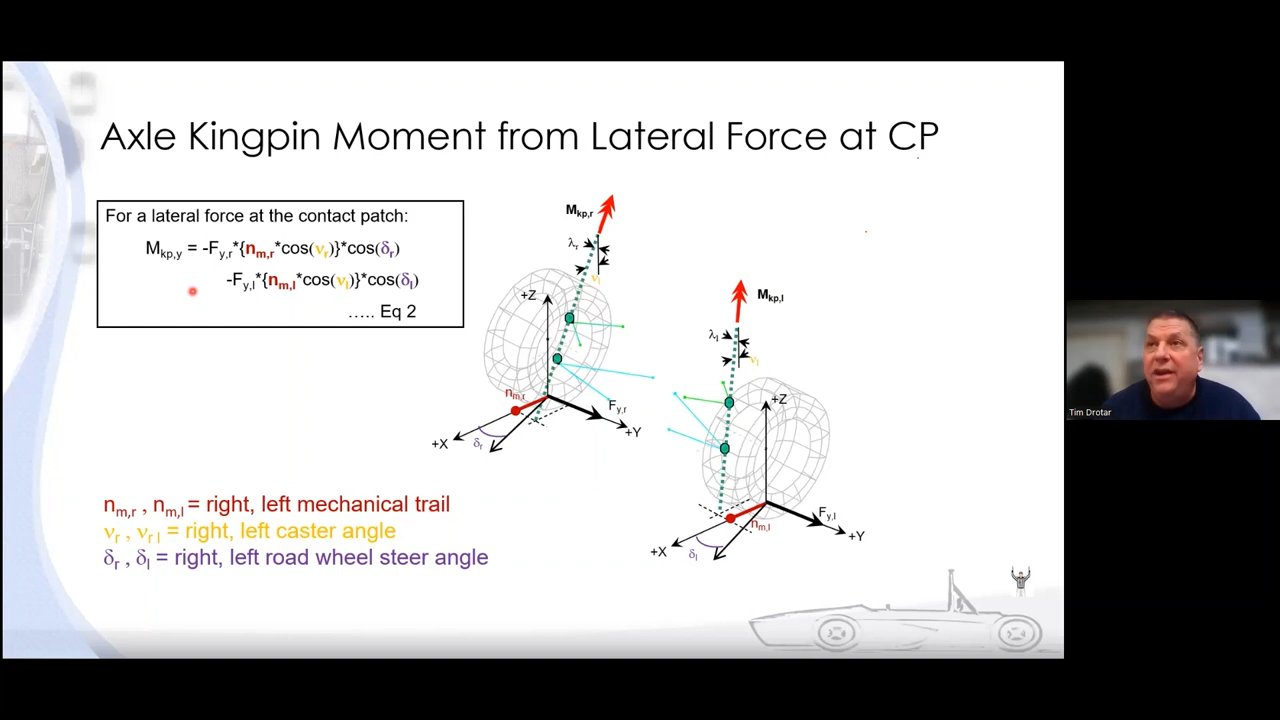 Axle Kingpin Moment from Lateral Force at CP
For a lateral force at the contact patch:
Mkp,y = -Fy,r*{nm,r*cos(νr)}*cos(δr)
-Fy,l*{nm,l*cos(νl)}*cos(δl)
..... Eq 2
Mkp,r
λr
νl
+Z
nm,r
Fy,r
+X
δr
+Y
Mkp,l
λl
νl
+Z
Fy,l
nm,l
+X
δl
+Y
nm,r , nm,l = right, left mechanical trail
νr , νr l = right, left caster angle
δr , δl = right, left road wheel steer angle
Tim Drotar